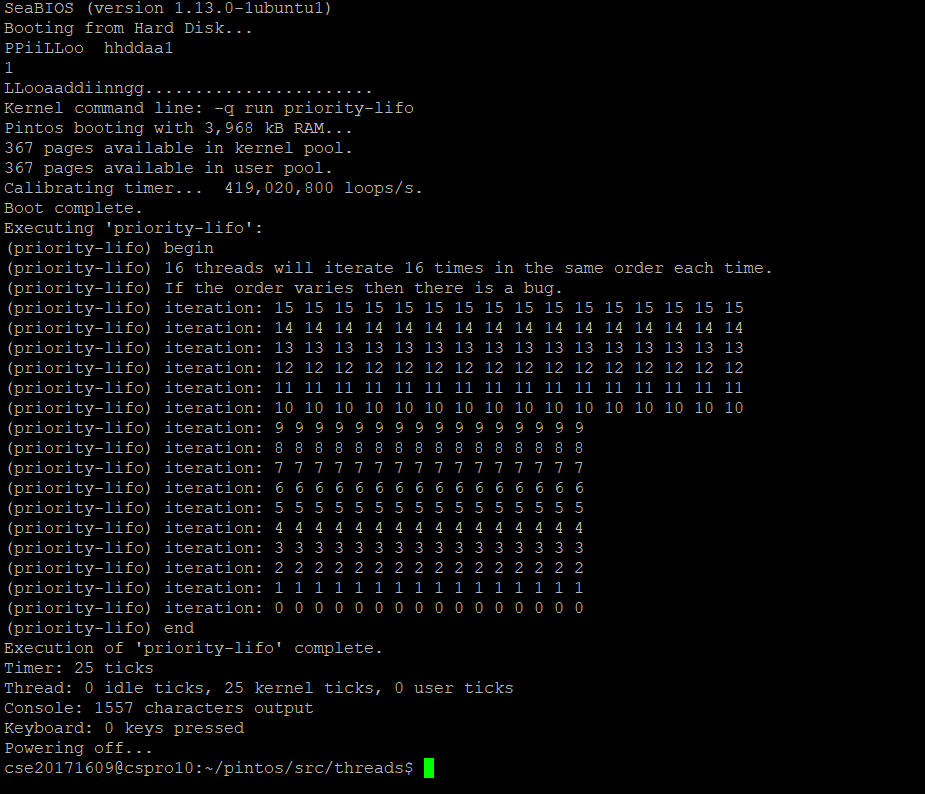 SeaBIOS (version 1.13.0-1ubuntu1)
Booting from Hard Disk...
PPiiLLoo  hhddaa1
1
LLooaaddiinngg.......................
Kernel command line: -q run priority-lifo
Pintos booting with 3,968 kB RAM...
367 pages available in kernel pool.
367 pages available in user pool.
Calibrating timer...  419,020,800 loops/s.
Boot complete.
Executing 'priority-lifo':
(priority-lifo) begin
(priority-lifo) 16 threads will iterate 16 times in the same order each time.
(priority-lifo) If the order varies then there is a bug.
(priority-lifo) iteration: 15 15 15 15 15 15 15 15 15 15 15 15 15 15 15 15
(priority-lifo) iteration: 14 14 14 14 14 14 14 14 14 14 14 14 14 14 14 14
(priority-lifo) iteration: 13 13 13 13 13 13 13 13 13 13 13 13 13 13 13 13
(priority-lifo) iteration: 12 12 12 12 12 12 12 12 12 12 12 12 12 12 12 12
(priority-lifo) iteration: 11 11 11 11 11 11 11 11 11 11 11 11 11 11 11 11
(priority-lifo) iteration: 10 10 10 10 10 10 10 10 10 10 10 10 10 10 10 10
(priority-lifo) iteration: 9 9 9 9 9 9 9 9 9 9 9 9 9 9 9 9
(priority-lifo) iteration: 8 8 8 8 8 8 8 8 8 8 8 8 8 8 8 8
(priority-lifo) iteration: 7 7 7 7 7 7 7 7 7 7 7 7 7 7 7 7
(priority-lifo) iteration: 6 6 6 6 6 6 6 6 6 6 6 6 6 6 6 6
(priority-lifo) iteration: 5 5 5 5 5 5 5 5 5 5 5 5 5 5 5 5
(priority-lifo) iteration: 4 4 4 4 4 4 4 4 4 4 4 4 4 4 4 4
(priority-lifo) iteration: 3 3 3 3 3 3 3 3 3 3 3 3 3 3 3 3
(priority-lifo) iteration: 2 2 2 2 2 2 2 2 2 2 2 2 2 2 2 2
(priority-lifo) iteration: 1 1 1 1 1 1 1 1 1 1 1 1 1 1 1 1
(priority-lifo) iteration: 0 0 0 0 0 0 0 0 0 0 0 0 0 0 0 0
(priority-lifo) end
Execution of 'priority-lifo' complete.
Timer: 25 ticks
Thread: 0 idle ticks, 25 kernel ticks, 0 user ticks
Console: 1557 characters output
Keyboard: 0 keys pressed
Powering off...
cse20171609@cspro10:~/pintos/src/threads$